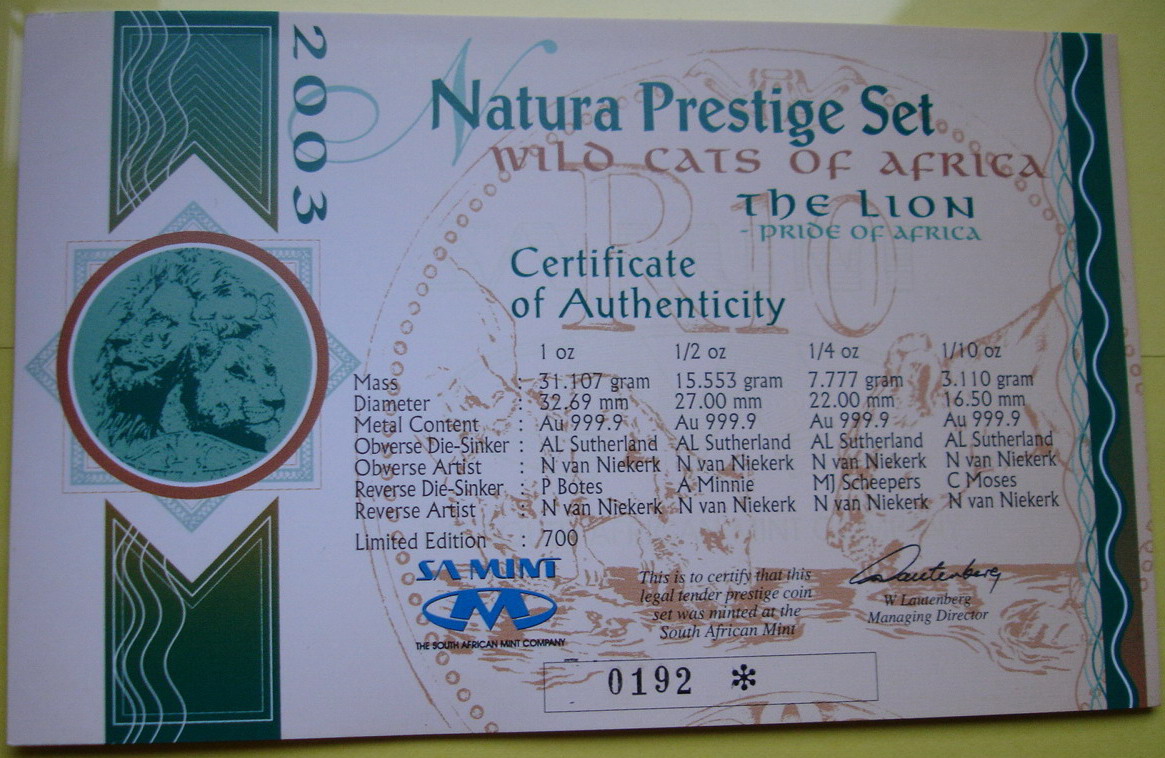 2003
Natura Prestige Set
WILD CATS OF AFRICA
THE LION
- PRIDE OF AFRICA
Certificate
of Authenticity
R10
1 oz 1/2 oz 1/4 oz 1/10 oz
Mass : 31.107 gram 15.553 gram 7.777 gram 3.110 gram
Diameter : 32.69 mm 27.00 mm 22.00 mm 16.50 mm
Metal Content : Au 999.9 Au 999.9 Au 999.9 Au 999.9
Obverse Die-Sinker : AL Sutherland AL Sutherland AL Sutherland AL Sutherland
Obverse Artist : N van Niekerk N van Niekerk N van Niekerk N van Niekerk
Reverse Die-Sinker : P Botes A Minnie MJ Scheepers C Moses
Reverse Artist : N van Niekerk N van Niekerk N van Niekerk N van Niekerk
Limited Edition : 700
SA MINT
M
THE SOUTH AFRICAN MINT COMPANY
This is to certify that this
legal tender prestige coin
set was minted at the
South African Mint
WLautenberg
W Lautenberg
Managing Director
0192 *